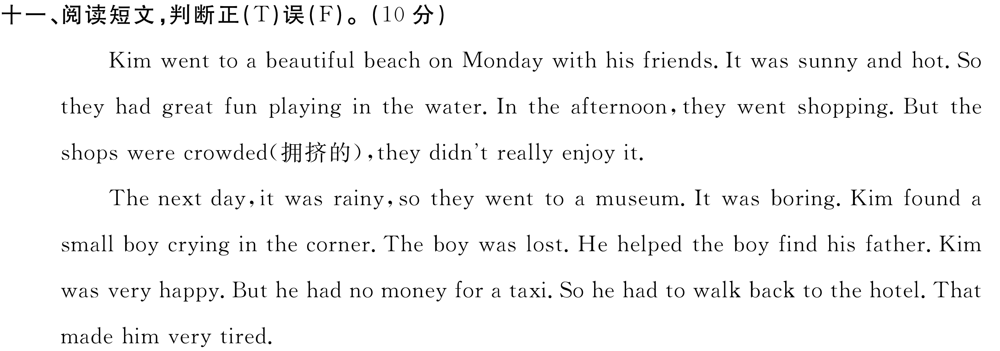 十一、阅读短文,判断正(T)误(F)。(10 分)
Kim went to a beautiful beach on Monday with his friends. It was sunny and hot. So
they had great fun playing in the water. In the afternoon, they went shopping. But the
shops were crowded(拥挤的), they didn't really enjoy it.
The next day, it was rainy, so they went to a museum. It was boring. Kim found a
small boy crying in the corner. The boy was lost. He helped the boy find his father. Kim
was very happy. But he had no money for a taxi. So he had to walk back to the hotel. That
made him very tired.